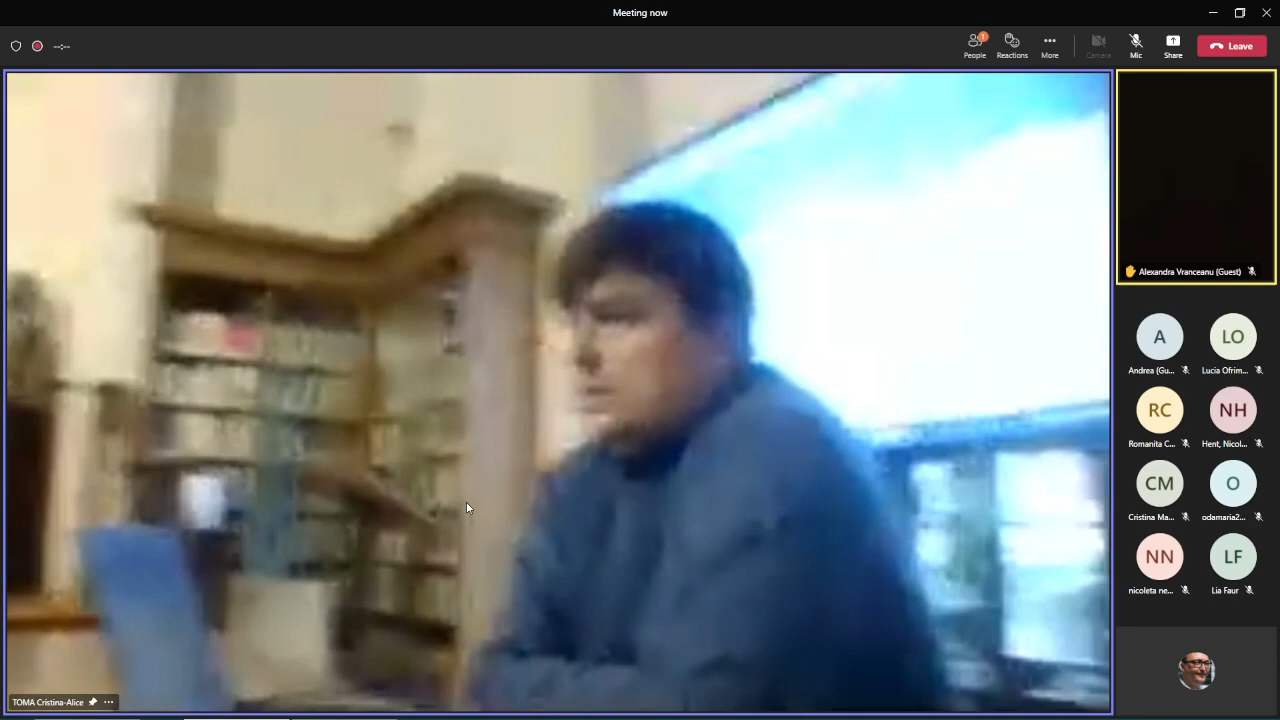 Meeting now
--:--
1
People
Reactions
More
Camera
Mic
Share
Leave
Alexandra Vranceanu (Guest)
A
LO
Andrea (Gu...
Lucia Ofrim...
RC
NH
Romanita C...
Hent, Nicol...
CM
O
Cristina Ma...
odamaria2...
NN
LF
nicoleta ne...
Lia Faur
TOMA Cristina-Alice